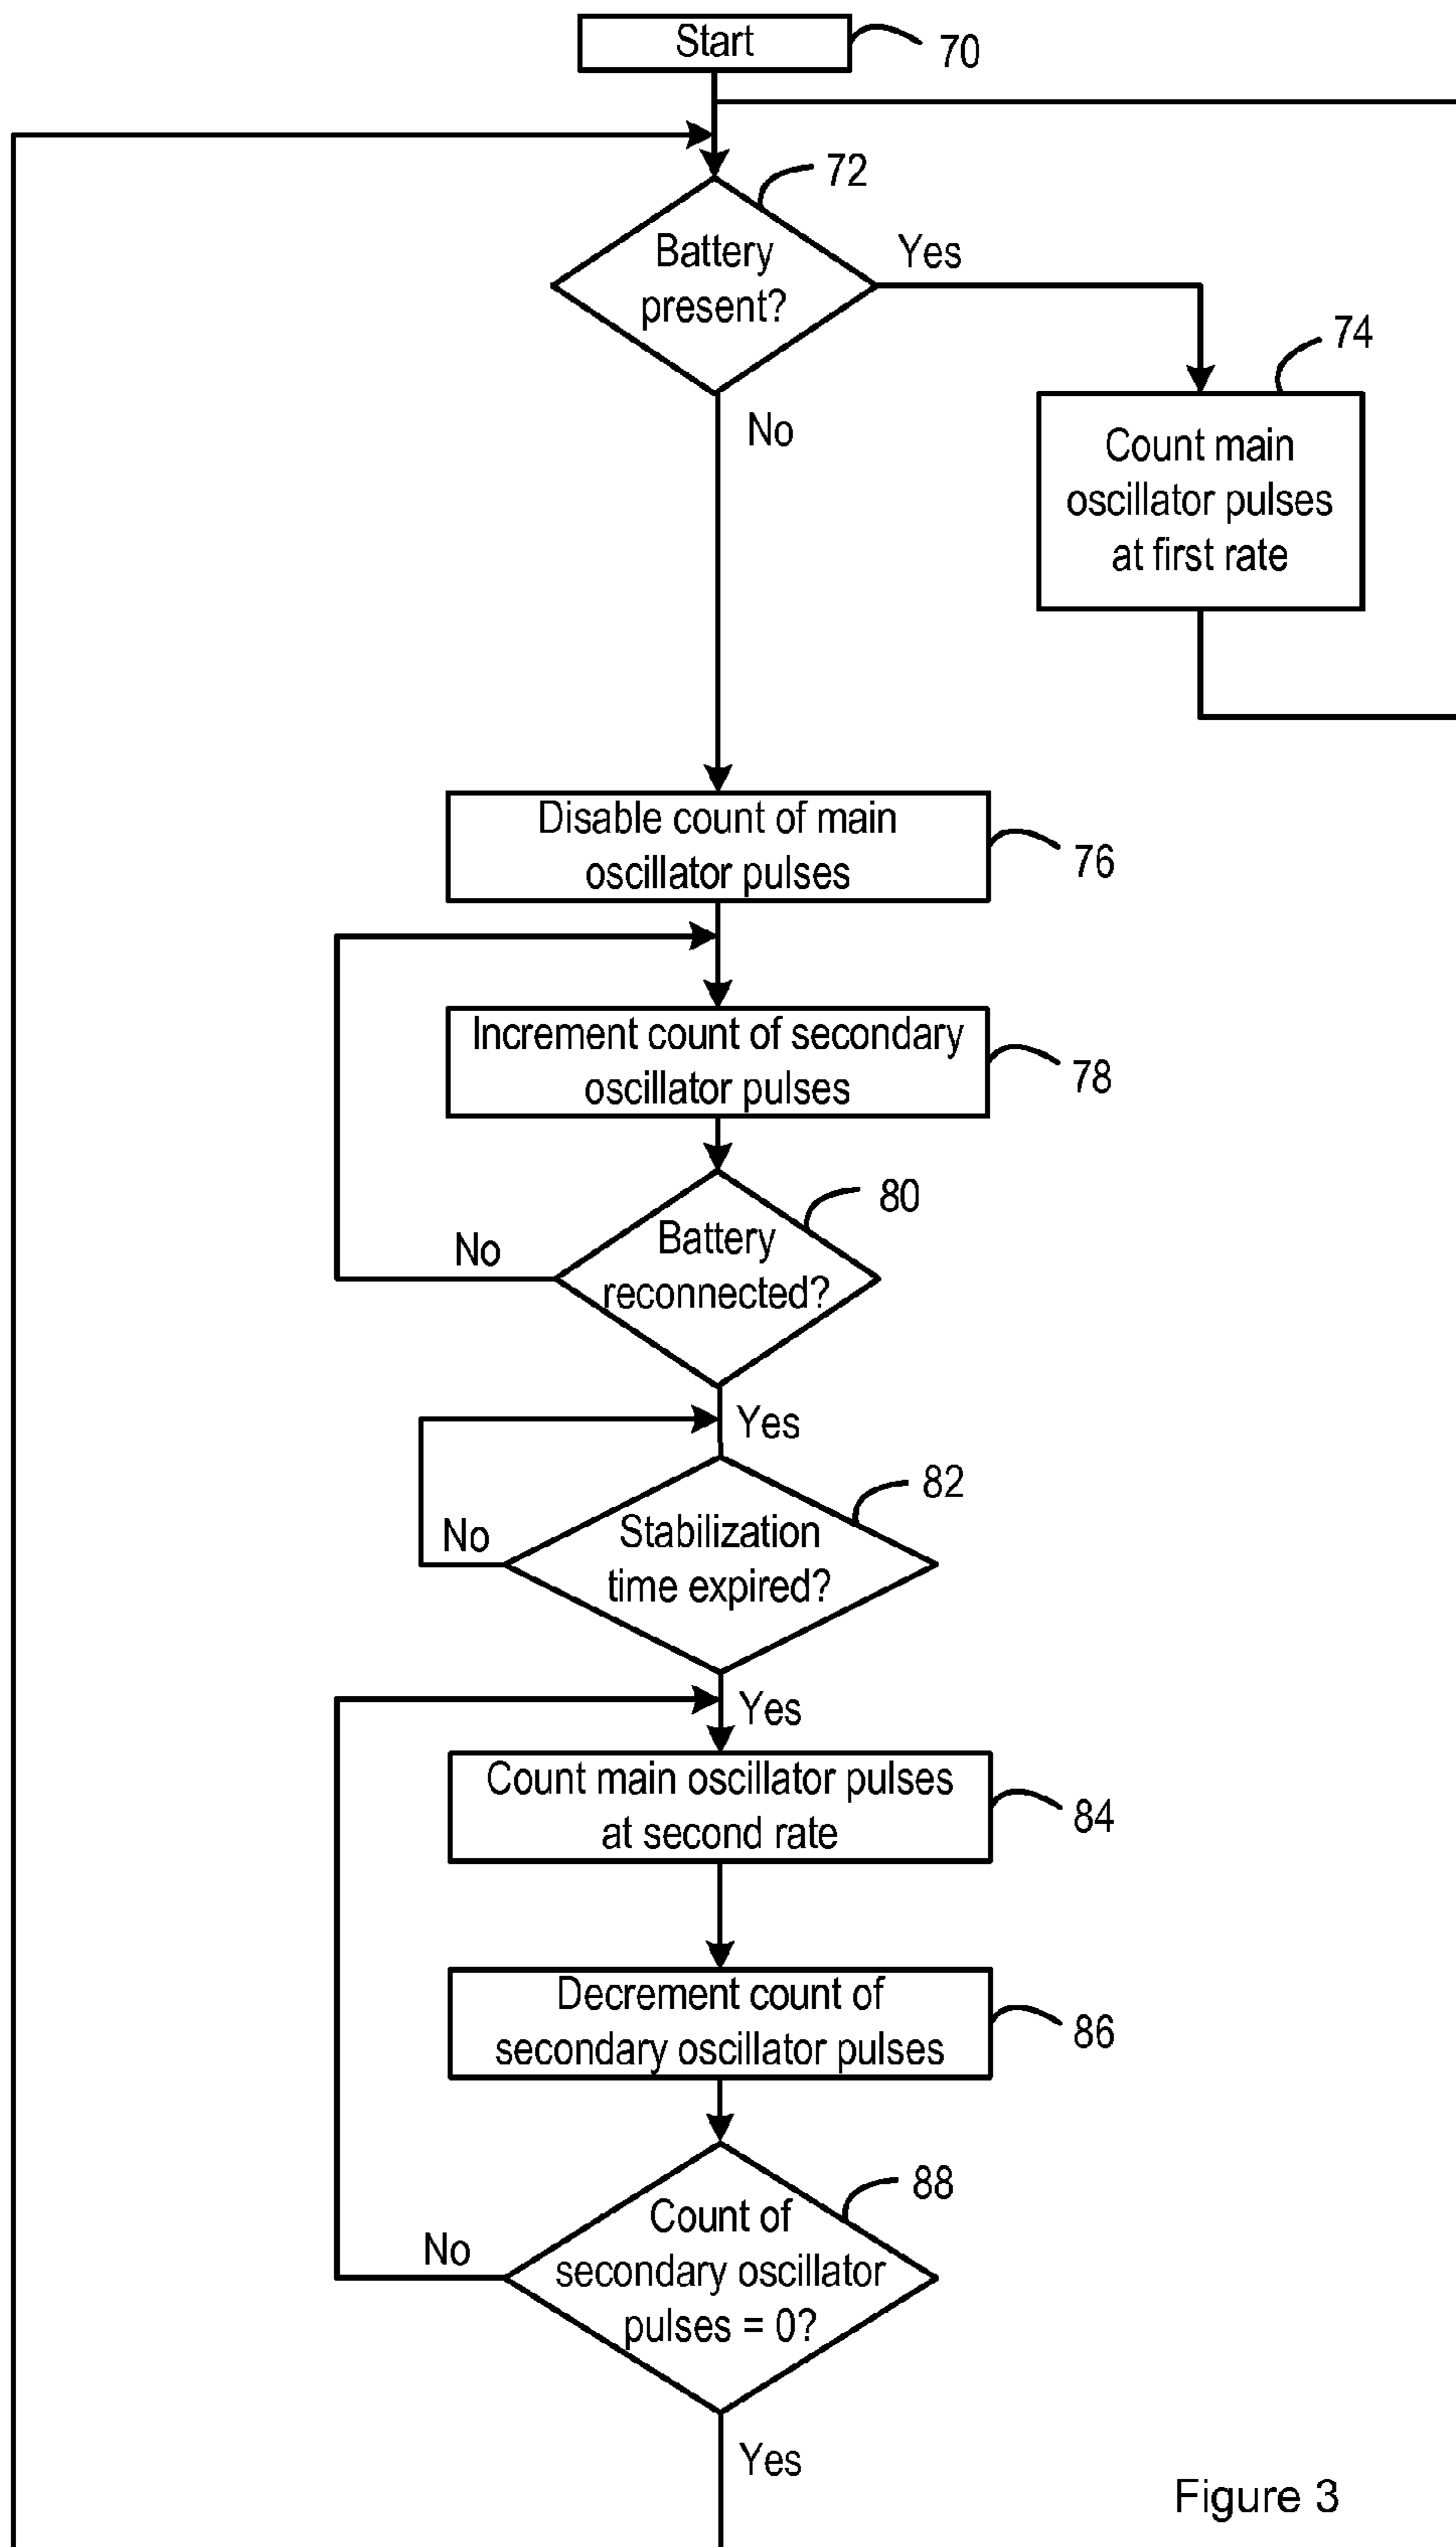 Start
70
72
Battery
present?
Yes
74
Count main
oscillator pulses
at first rate
No
Disable count of main
oscillator pulses
76
Increment count of secondary
oscillator pulses
78
80
Battery
reconnected?
No
Yes
82
Stabilization
time expired?
No
Yes
Count main oscillator pulses
at second rate
84
Decrement count of
secondary oscillator pulses
86
88
Count of
secondary oscillator
pulses = 0?
No
Yes
Figure 3